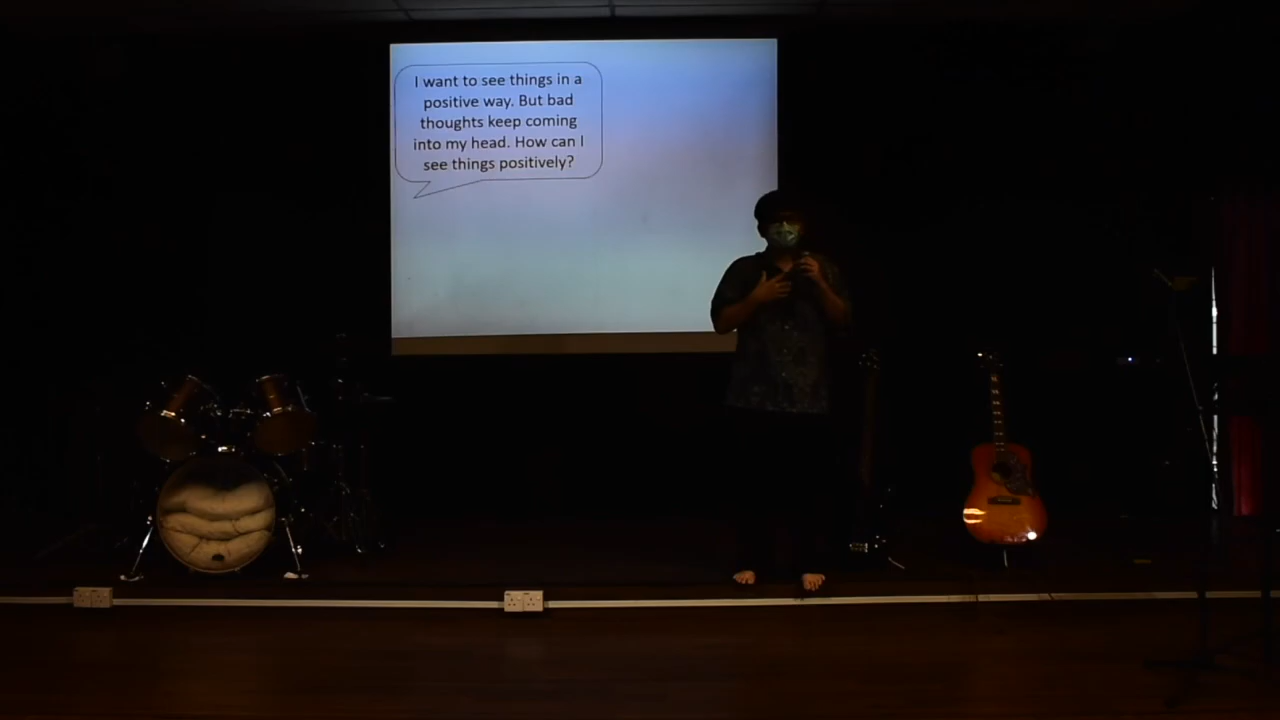 I want to see things in a
positive way. But bad
thoughts keep coming
into my head. How can I
see things positively?